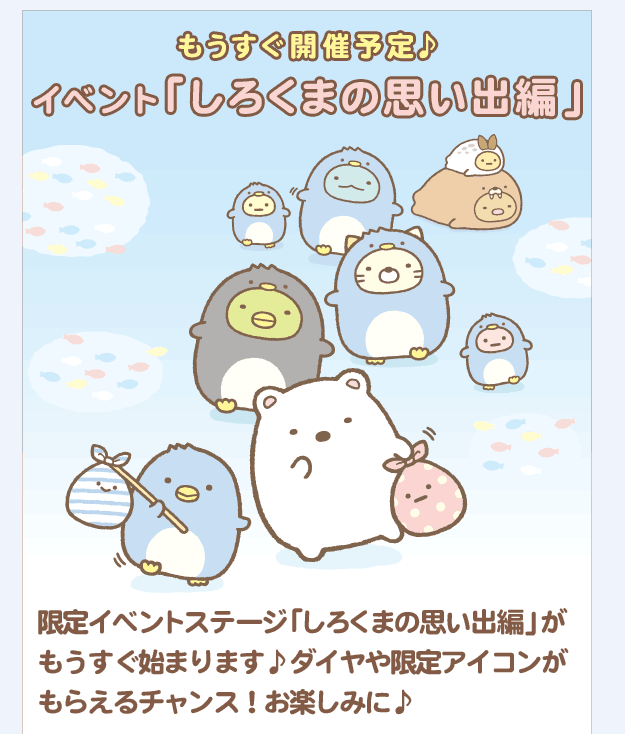 もうすぐ開催予定♪
イベント「しろくまの思い出編」
限定イベントステージ「しろくまの思い出編」が
もうすぐ始まります♪ダイヤや限定アイコンが
もらえるチャンス！お楽しみに♪